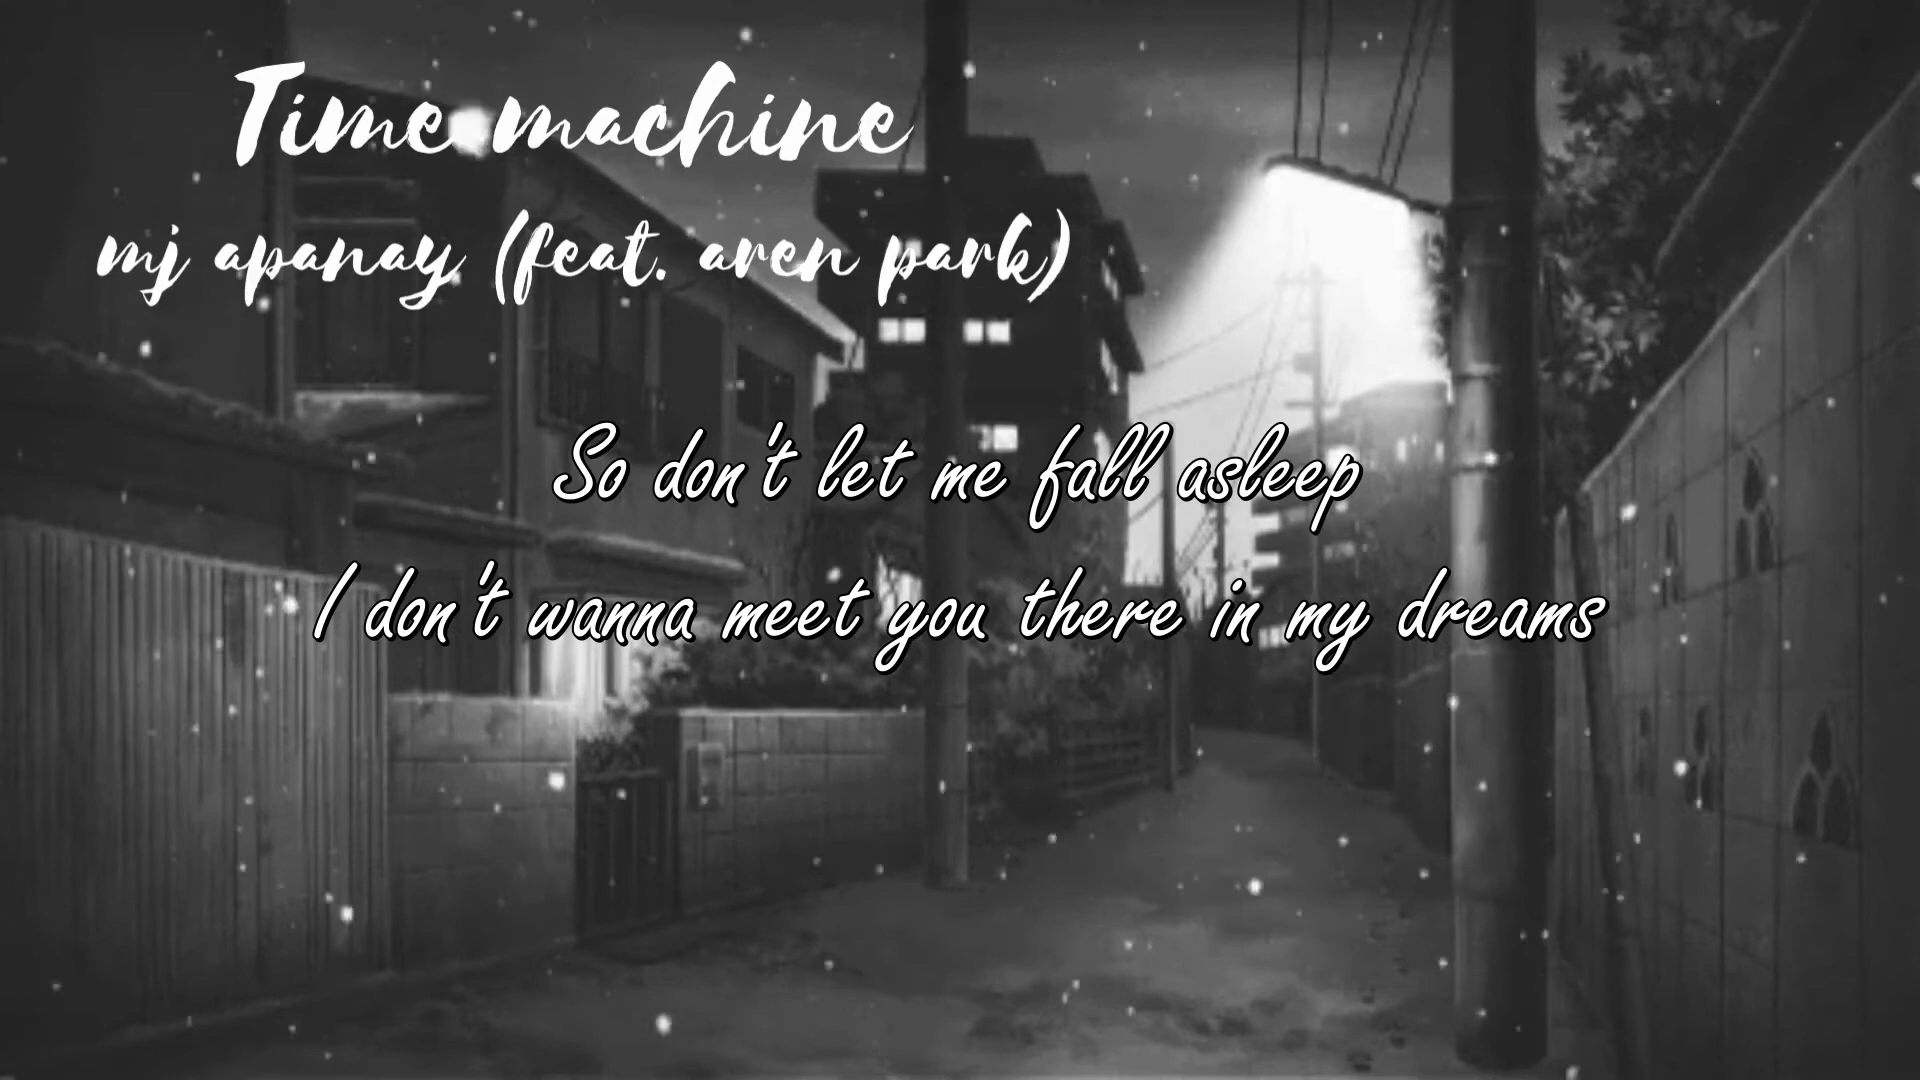 Time machine
mj apanay (feat. aren park)
So don't let me fall asleep
I don't wanna meet you there in my dreams